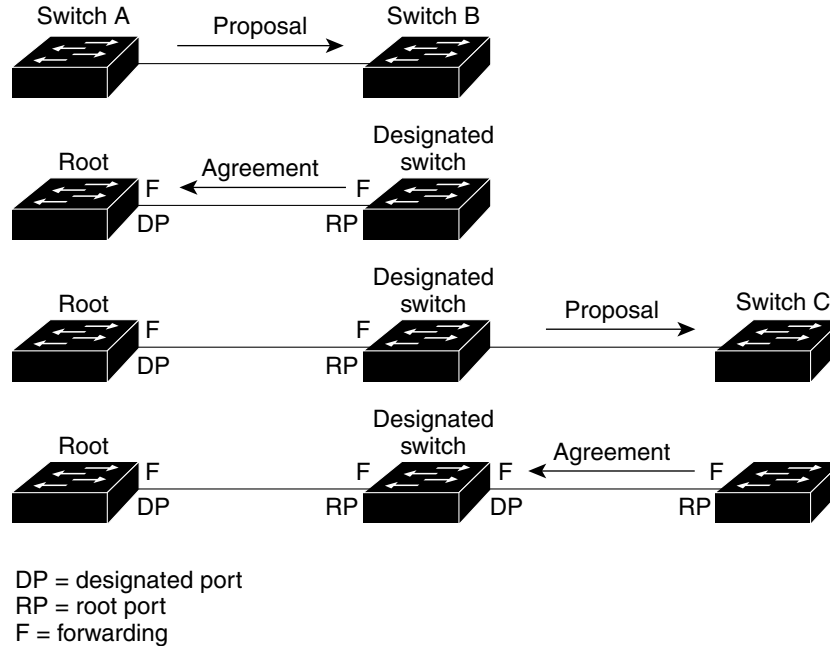 Switch A
Proposal
Switch B
Root
Agreement
Designated
switch
F
F
DP
RP
Root
Designated
switch
Proposal
Switch C
F
F
DP
RP
Root
Designated
switch
Agreement
F
F
F
F
DP
RP
DP
RP
DP = designated port
RP = root port
F = forwarding